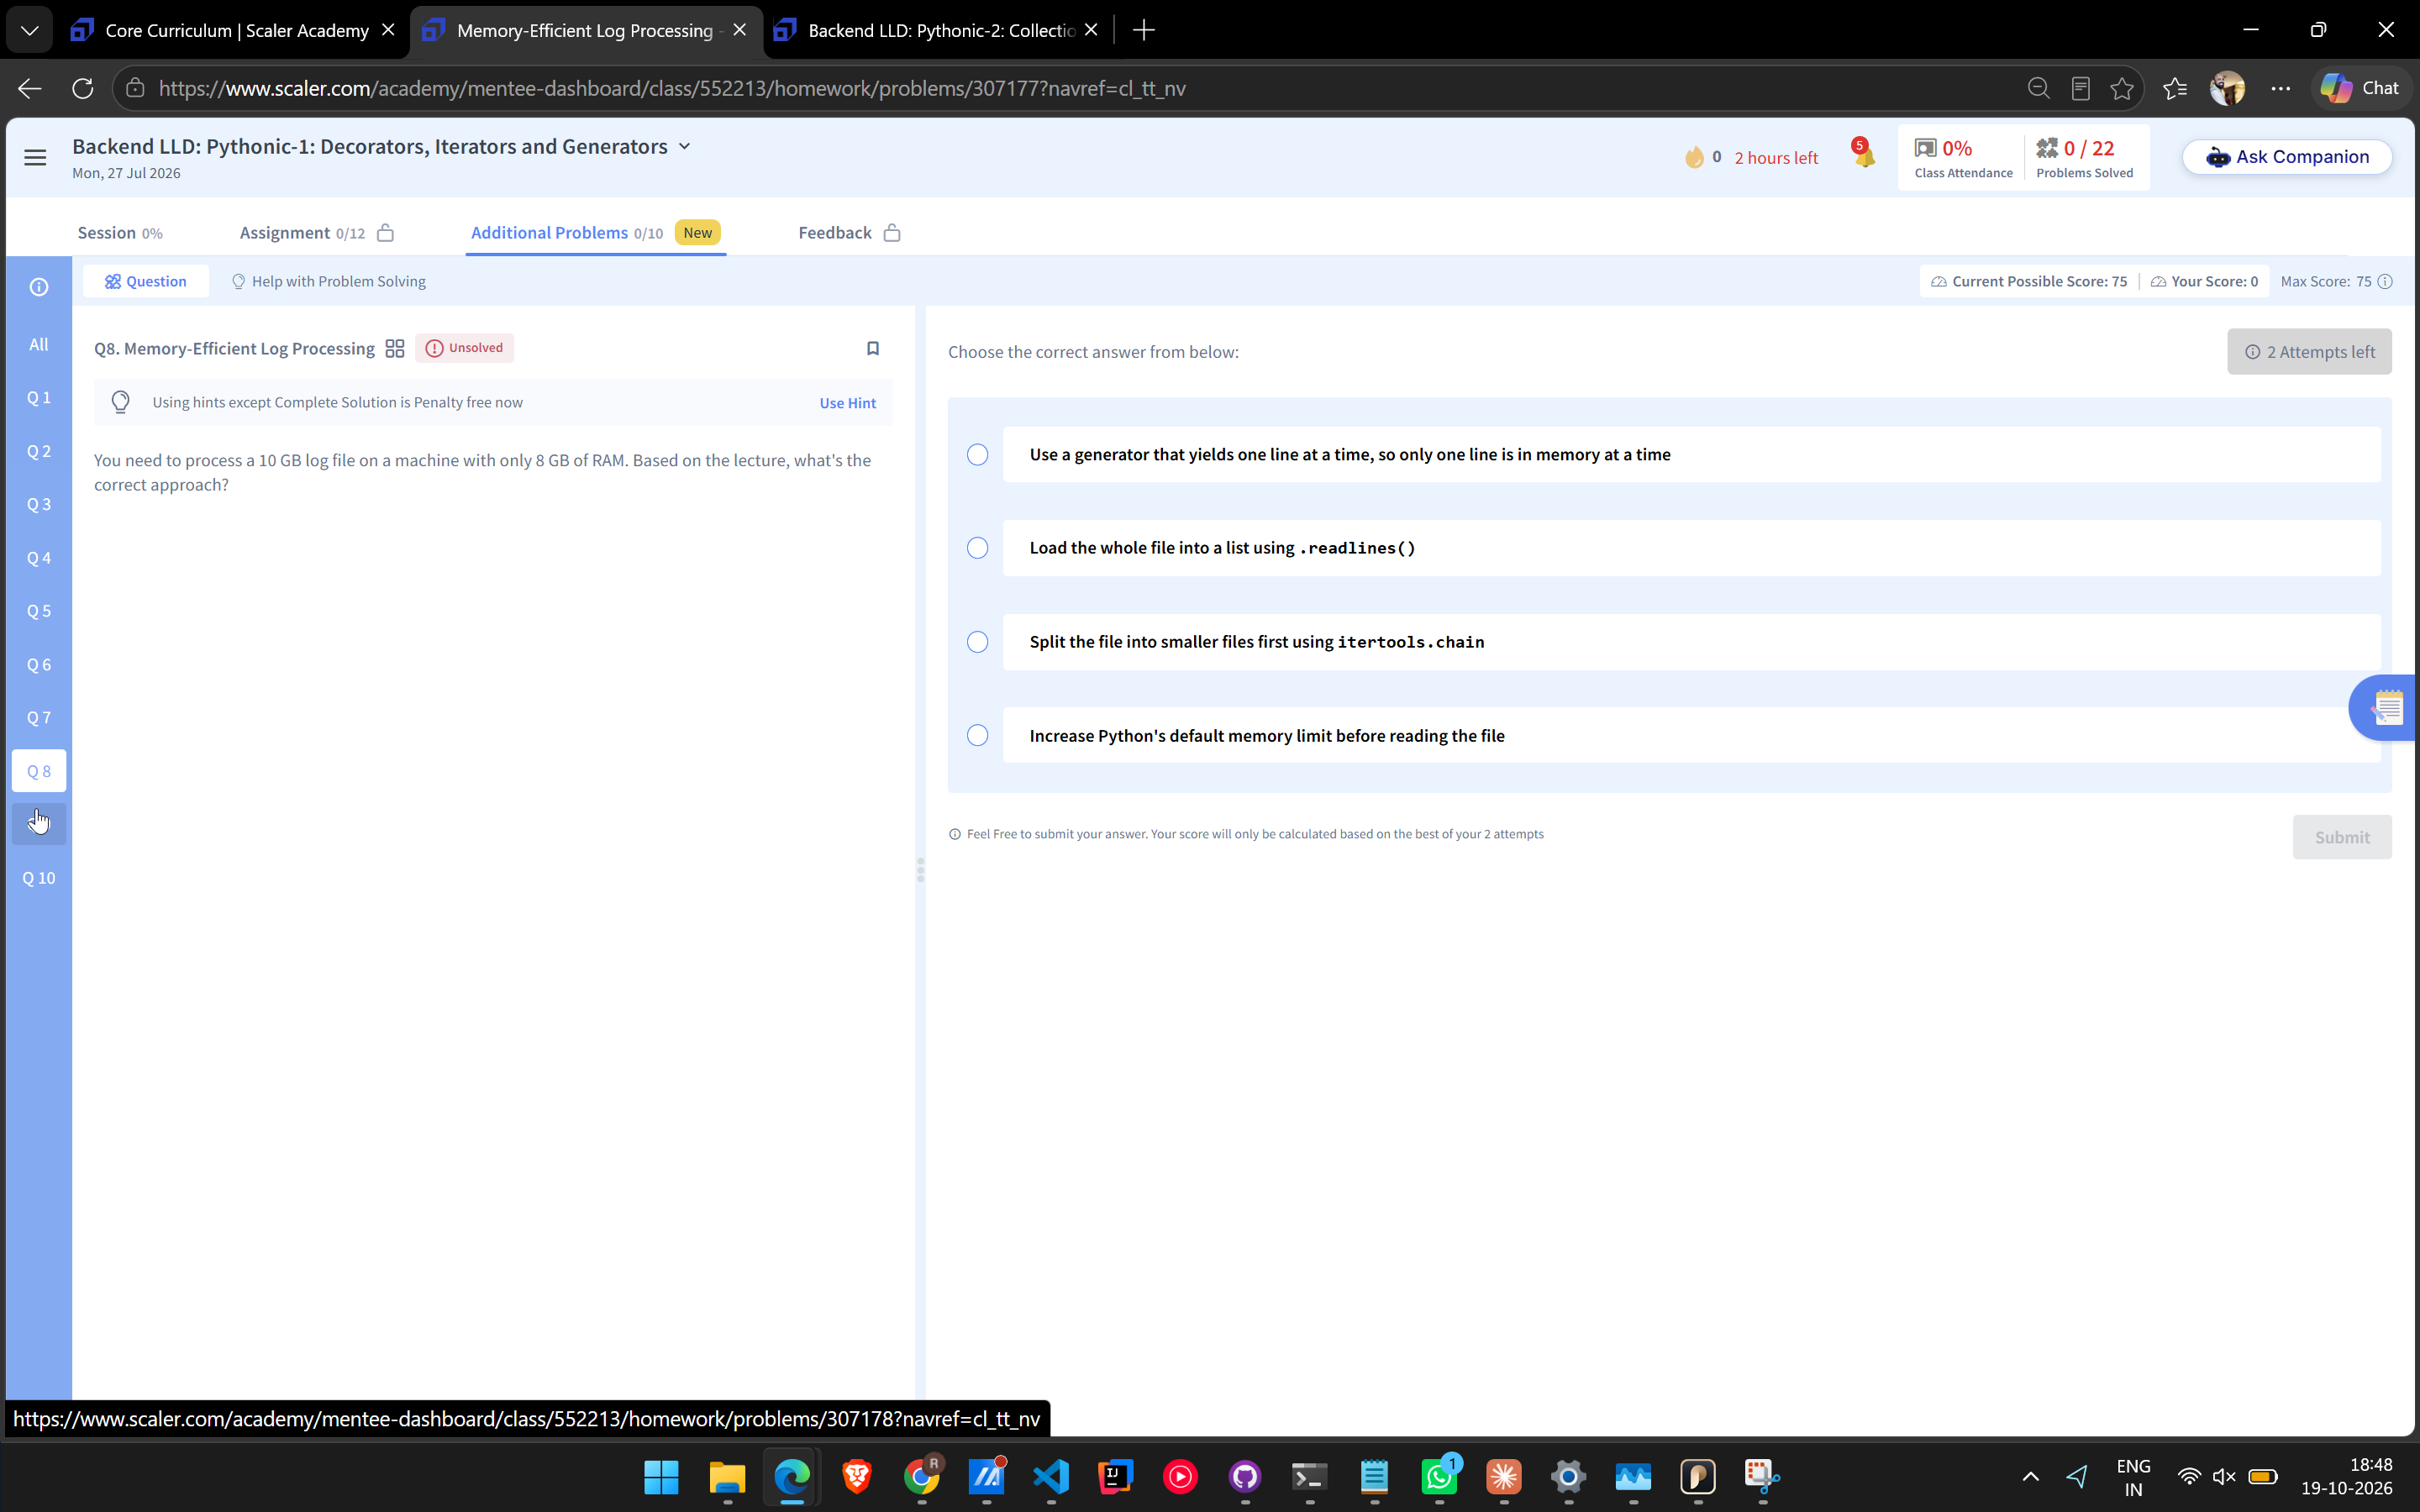 Core Curriculum | Scaler Academy
Memory-Efficient Log Processing -
Backend LLD: Pythonic-2: Collectio
https://www.scaler.com/academy/mentee-dashboard/class/552213/homework/problems/307177?navref=cl_tt_nv
Chat
Backend LLD: Pythonic-1: Decorators, Iterators and Generators
Mon, 27 Jul 2026
0
2 hours left
5
0%
Class Attendance
0 / 22
Problems Solved
Ask Companion
Session 0%
Assignment 0/12
Additional Problems 0/10 New
Feedback
Question
Help with Problem Solving
Current Possible Score: 75
Your Score: 0
Max Score: 75
All
Q 1
Q 2
Q 3
Q 4
Q 5
Q 6
Q 7
Q 8
Q 10
Q8. Memory-Efficient Log Processing
Unsolved
Using hints except Complete Solution is Penalty free now
Use Hint
You need to process a 10 GB log file on a machine with only 8 GB of RAM. Based on the lecture, what's the
correct approach?
Choose the correct answer from below:
2 Attempts left
Use a generator that yields one line at a time, so only one line is in memory at a time
Load the whole file into a list using .readlines()
Split the file into smaller files first using itertools.chain
Increase Python's default memory limit before reading the file
Feel Free to submit your answer. Your score will only be calculated based on the best of your 2 attempts
Submit
https://www.scaler.com/academy/mentee-dashboard/class/552213/homework/problems/307178?navref=cl_tt_nv
R
IJ
1
ENG
IN
18:48
19-10-2026